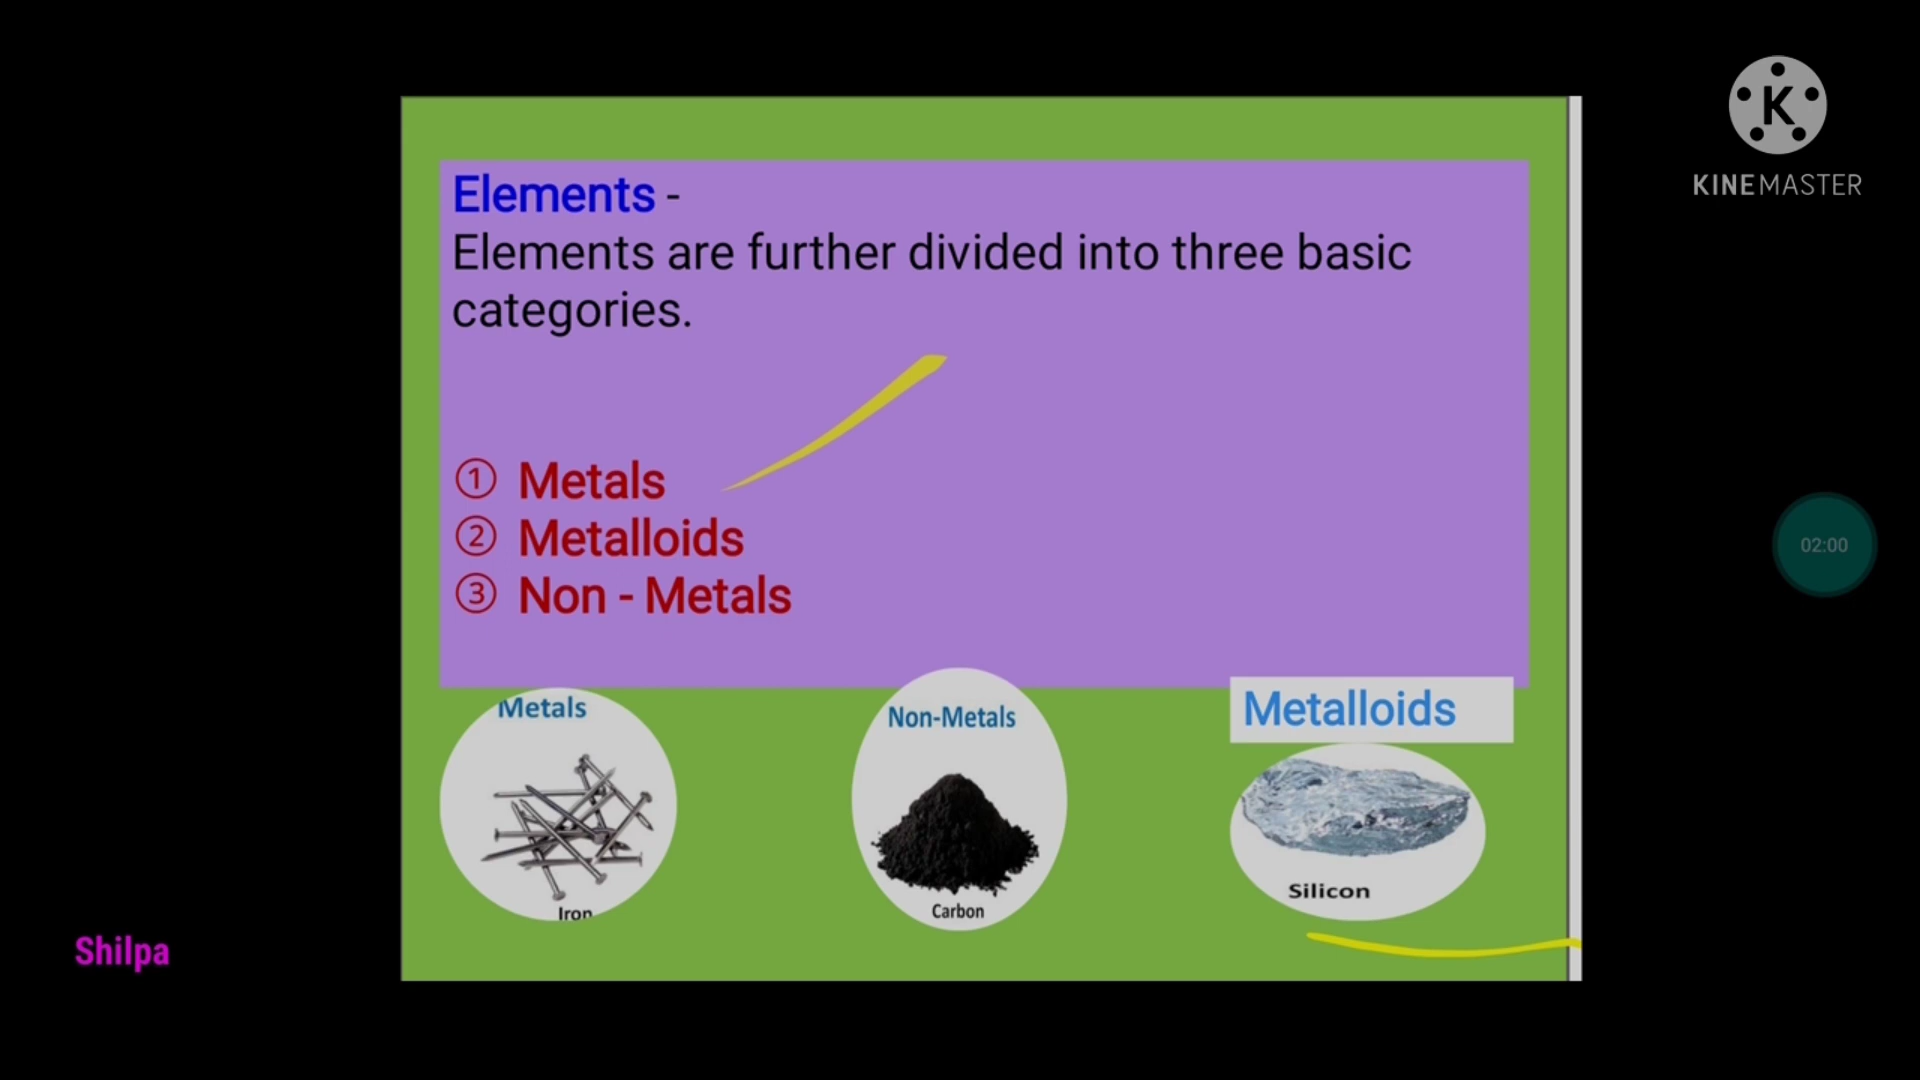 K
KINEMASTER
Elements -
Elements are further divided into three basic
categories.
① Metals
② Metalloids
③ Non - Metals
02:00
Metals
Non-Metals
Metalloids
Iron
Carbon
Silicon
Shilpa